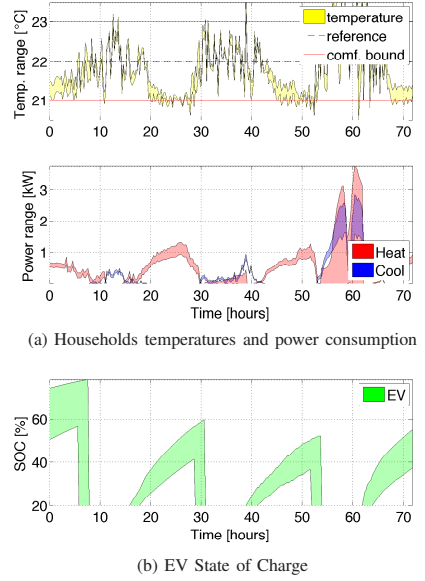 Temp. range [°C]
23
22
21
temperature
reference
comf. bound
0 10 20 30 40 50 60 70
Power range [kW]
3
2
1
Heat
Cool
0 10 20 30 40 50 60 70
Time [hours]
(a) Households temperatures and power consumption
SOC [%]
60
40
20
EV
0 10 20 30 40 50 60 70
Time [hours]
(b) EV State of Charge